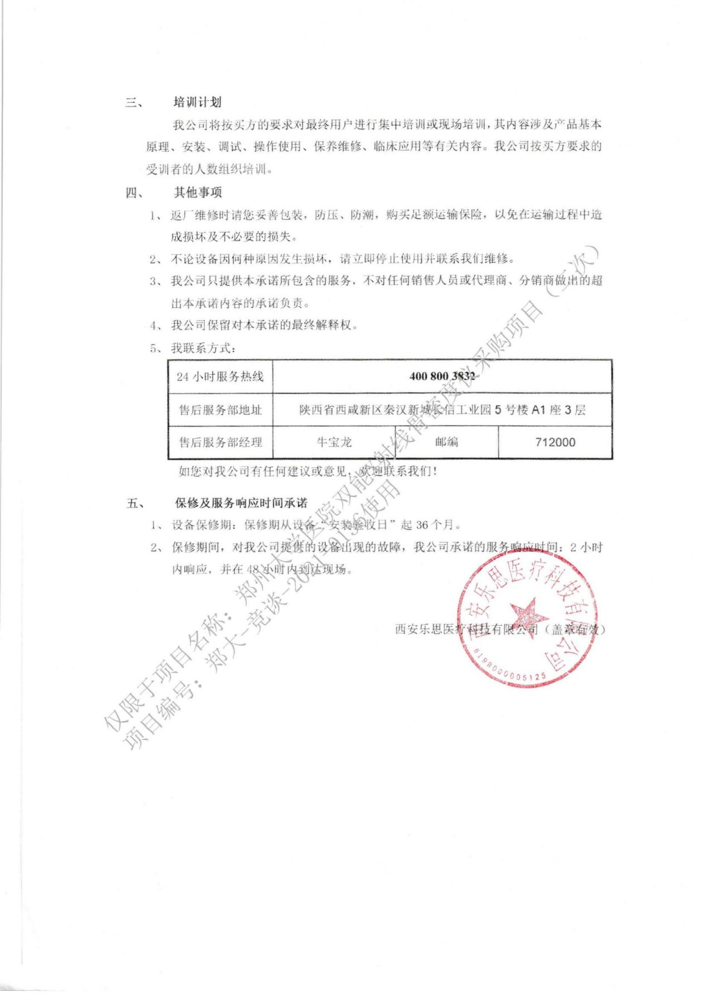 三、 培训计划
我公司将按买方的要求对最终用户进行集中培训或现场培训，其内容涉及产品基本
原理、安装、调试、操作使用、保养维修、临床应用等有关内容。我公司按买方要求的
受训者的人数组织培训。
四、 其他事项
1、 返厂维修时请您妥善包装，防压、防潮，购买足额运输保险，以免在运输过程中造
成损坏及不必要的损失。
2、 不论设备因何种原因发生损坏，请立即停止使用并联系我们维修。
3、 我公司只提供本承诺所包含的服务，不对任何销售人员或代理商、分销商做出的超
出本承诺内容的承诺负责。
4、 我公司保留对本承诺的最终解释权。
5、 我联系方式：
24 小时服务热线 400 800 3832
售后服务部地址 陕西省西咸新区秦汉新城长信工业园 5 号楼 A1 座 3 层
售后服务部经理 牛宝龙 邮编 712000
如您对我公司有任何建议或意见，欢迎联系我们！
五、 保修及服务响应时间承诺
1、 设备保修期：保修期从设备“安装验收日”起 36 个月。
2、 保修期间，对我公司提供的设备出现的故障，我公司承诺的服务响应时间：2 小时
内响应，并在 48 小时内到达现场。
西安乐思医疗科技有限公司（盖章有效）
西安乐思医疗科技有限公司
6198000005125
仅限于项目名称：郑州大学医院双能X射线骨密度仪采购项目（二次）
项目编号：郑大-竞谈-2021-0136使用